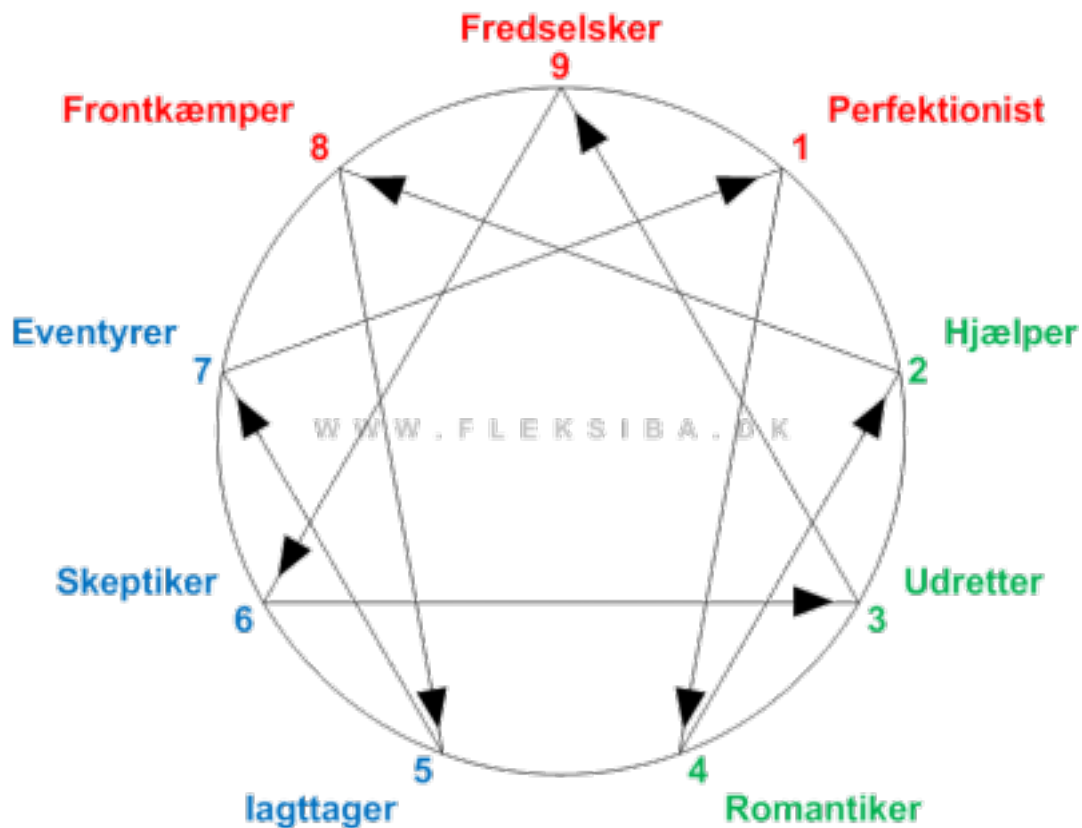 Fredselsker
9
Frontkæmper
8
Perfektionist
1
Eventyrer
7
Hjælper
2
WWW.FLEKSIBA.DK
Skeptiker
6
Udretter
3
5
Iagttager
4
Romantiker